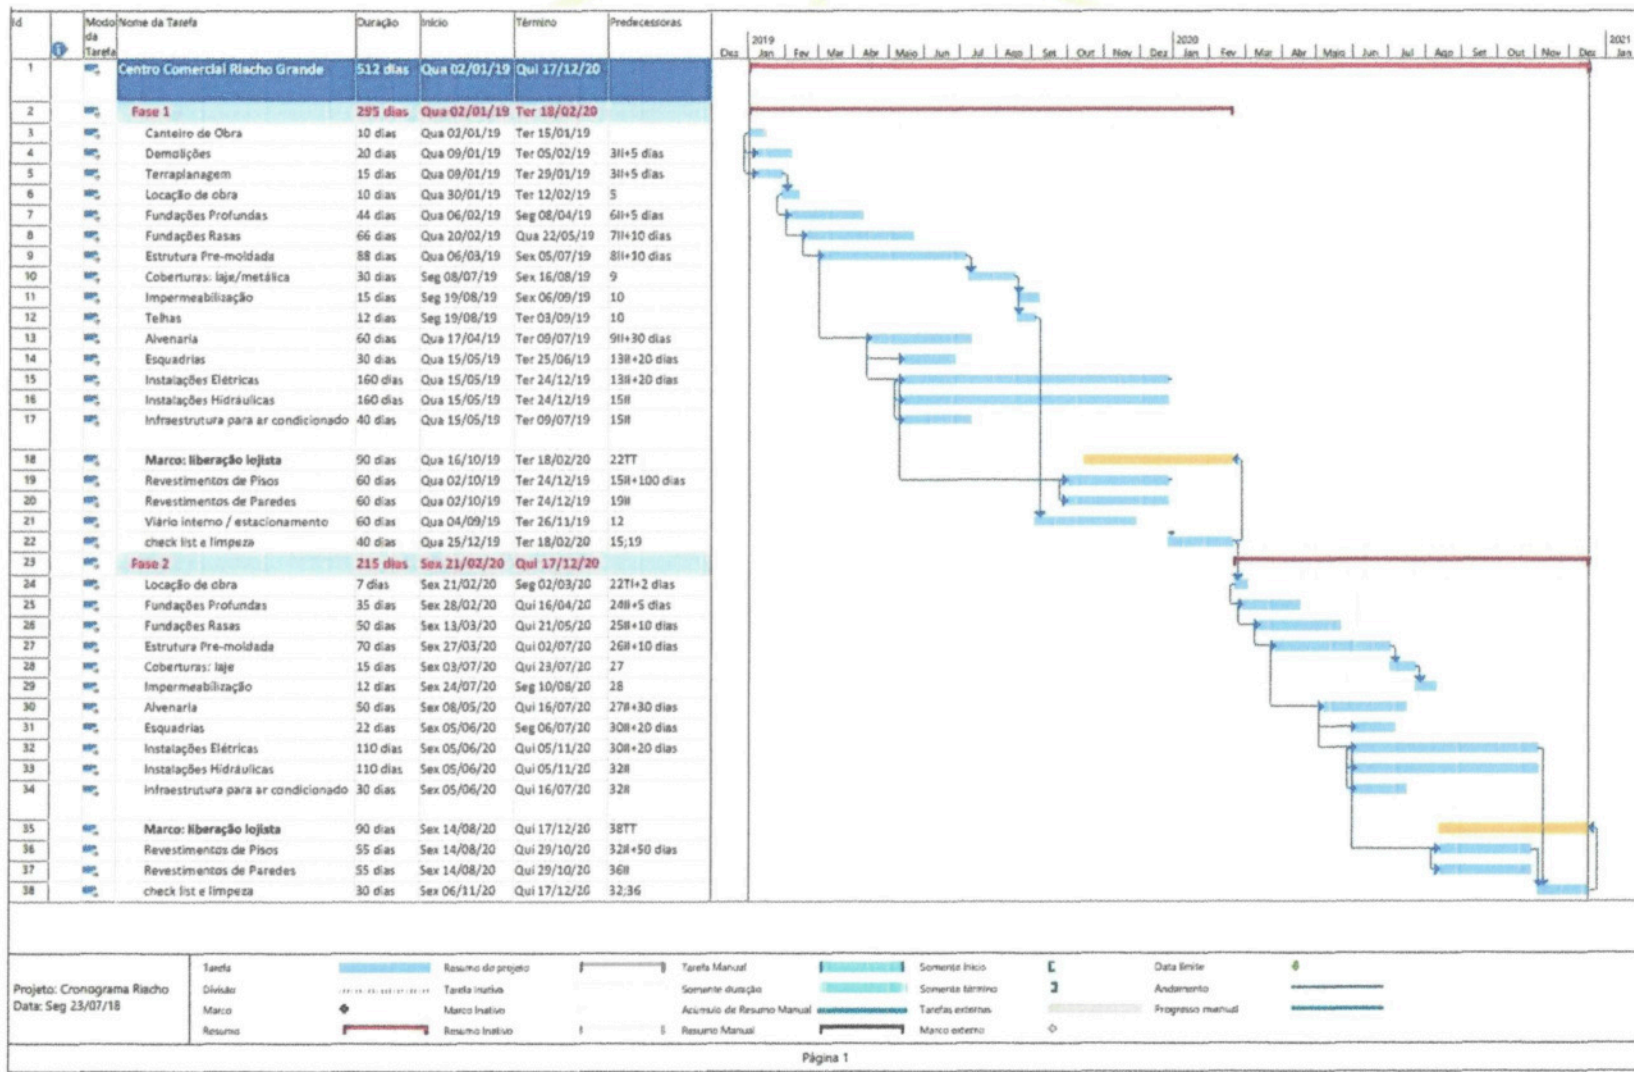 Id Modo da Tarefa Nome da Tarefa Duração Início Término Predecessoras
2019 2020 2021
Dez Jan Fev Mar Abr Maio Jun Jul Ago Set Out Nov Dez Jan Fev Mar Abr Maio Jun Jul Ago Set Out Nov Dez Jan
1 Centro Comercial Riacho Grande 512 dias Qua 02/01/19 Qui 17/12/20
2 Fase 1 295 dias Qua 02/01/19 Ter 18/02/20
3 Canteiro de Obra 10 dias Qua 02/01/19 Ter 15/01/19
4 Demolições 20 dias Qua 09/01/19 Ter 05/02/19 3II+5 dias
5 Terraplanagem 15 dias Qua 09/01/19 Ter 29/01/19 3II+5 dias
6 Locação de obra 10 dias Qua 30/01/19 Ter 12/02/19 5
7 Fundações Profundas 44 dias Qua 06/02/19 Seg 08/04/19 6II+5 dias
8 Fundações Rasas 66 dias Qua 20/02/19 Qua 22/05/19 7II+10 dias
9 Estrutura Pre-moldada 88 dias Qua 06/03/19 Sex 05/07/19 8II+10 dias
10 Coberturas: laje/metálica 30 dias Seg 08/07/19 Sex 16/08/19 9
11 Impermeabilização 15 dias Seg 19/08/19 Sex 06/09/19 10
12 Telhas 12 dias Seg 19/08/19 Ter 03/09/19 10
13 Alvenaria 60 dias Qua 17/04/19 Ter 09/07/19 9II+30 dias
14 Esquadrias 30 dias Qua 15/05/19 Ter 25/06/19 13II+20 dias
15 Instalações Elétricas 160 dias Qua 15/05/19 Ter 24/12/19 13II+20 dias
16 Instalações Hidráulicas 160 dias Qua 15/05/19 Ter 24/12/19 15II
17 Infraestrutura para ar condicionado 40 dias Qua 15/05/19 Ter 09/07/19 15II
18 Marco: liberação lojista 90 dias Qua 16/10/19 Ter 18/02/20 22TT
19 Revestimentos de Pisos 60 dias Qua 02/10/19 Ter 24/12/19 15II+100 dias
20 Revestimentos de Paredes 60 dias Qua 02/10/19 Ter 24/12/19 19II
21 Viário interno / estacionamento 60 dias Qua 04/09/19 Ter 26/11/19 12
22 check list e limpeza 40 dias Qua 25/12/19 Ter 18/02/20 15;19
23 Fase 2 215 dias Sex 21/02/20 Qui 17/12/20
24 Locação de obra 7 dias Sex 21/02/20 Seg 02/03/20 22TI+2 dias
25 Fundações Profundas 35 dias Sex 28/02/20 Qui 16/04/20 24II+5 dias
26 Fundações Rasas 50 dias Sex 13/03/20 Qui 21/05/20 25II+10 dias
27 Estrutura Pre-moldada 70 dias Sex 27/03/20 Qui 02/07/20 26II+10 dias
28 Coberturas: laje 15 dias Sex 03/07/20 Qui 23/07/20 27
29 Impermeabilização 12 dias Sex 24/07/20 Seg 10/08/20 28
30 Alvenaria 50 dias Sex 08/05/20 Qui 16/07/20 27II+30 dias
31 Esquadrias 22 dias Sex 05/06/20 Seg 06/07/20 30II+20 dias
32 Instalações Elétricas 110 dias Sex 05/06/20 Qui 05/11/20 30II+20 dias
33 Instalações Hidráulicas 110 dias Sex 05/06/20 Qui 05/11/20 32II
34 Infraestrutura para ar condicionado 30 dias Sex 05/06/20 Qui 16/07/20 32II
35 Marco: liberação lojista 90 dias Sex 14/08/20 Qui 17/12/20 38TT
36 Revestimentos de Pisos 55 dias Sex 14/08/20 Qui 29/10/20 32II+50 dias
37 Revestimentos de Paredes 55 dias Sex 14/08/20 Qui 29/10/20 36II
38 check list e limpeza 30 dias Sex 06/11/20 Qui 17/12/20 32;36
Projeto: Cronograma Riacho
Data: Seg 23/07/18
Tarefa Resumo do projeto Tarefa Manual Somente início Data limite
Divisão Tarefa Inativa Somente duração Somente término Andamento
Marco Marco Inativo Acúmulo de Resumo Manual Tarefas externas Progresso manual
Resumo Resumo Inativo Resumo Manual Marco externo
Página 1